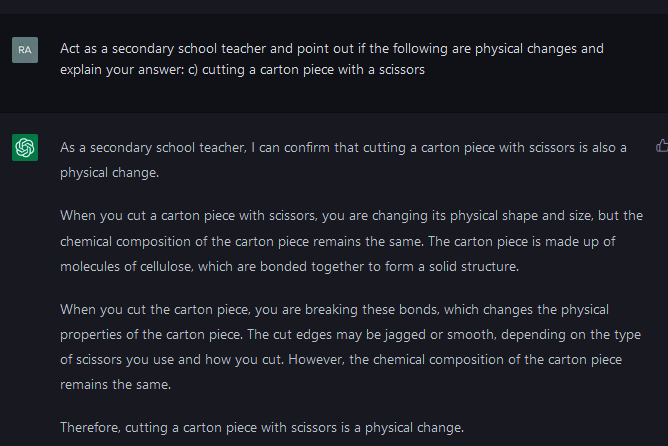 RA
Act as a secondary school teacher and point out if the following are physical changes and
explain your answer: c) cutting a carton piece with a scissors
As a secondary school teacher, I can confirm that cutting a carton piece with scissors is also a
physical change.
When you cut a carton piece with scissors, you are changing its physical shape and size, but the
chemical composition of the carton piece remains the same. The carton piece is made up of
molecules of cellulose, which are bonded together to form a solid structure.
When you cut the carton piece, you are breaking these bonds, which changes the physical
properties of the carton piece. The cut edges may be jagged or smooth, depending on the type
of scissors you use and how you cut. However, the chemical composition of the carton piece
remains the same.
Therefore, cutting a carton piece with scissors is a physical change.